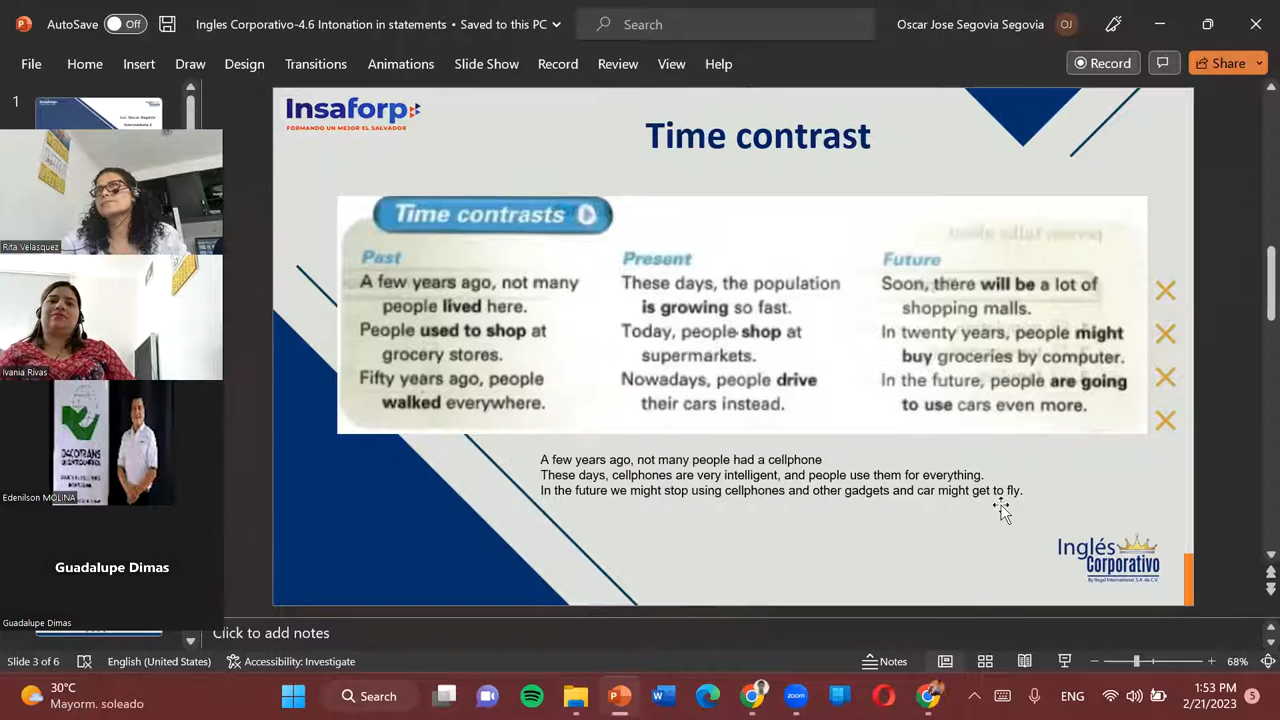 AutoSave Off Ingles Corporativo-4.6 Intonation in statements • Saved to this PC Search Oscar Jose Segovia Segovia OJ
File Home Insert Draw Design Transitions Animations Slide Show Record Review View Help Record Share
1
Insaforp
FORMANDO UN MEJOR EL SALVADOR
Time contrast
Time contrasts
Past
A few years ago, not many
people lived here.
People used to shop at
grocery stores.
Fifty years ago, people
walked everywhere.
Present
These days, the population
is growing so fast.
Today, people shop at
supermarkets.
Nowadays, people drive
their cars instead.
Future
Soon, there will be a lot of
shopping malls.
In twenty years, people might
buy groceries by computer.
In the future, people are going
to use cars even more.
A few years ago, not many people had a cellphone
These days, cellphones are very intelligent, and people use them for everything.
In the future we might stop using cellphones and other gadgets and car might get to fly.
Inglés
Corporativo
By Regal International, S.A. de C.V.
Rita Velasquez
Ivania Rivas
Edenilson MOLINA
Guadalupe Dimas
Guadalupe Dimas
Click to add notes
Slide 3 of 6 English (United States) Accessibility: Investigate Notes 68%
30°C
Mayorm. soleado
Search
zoom
ENG
1:53 PM
2/21/2023
5